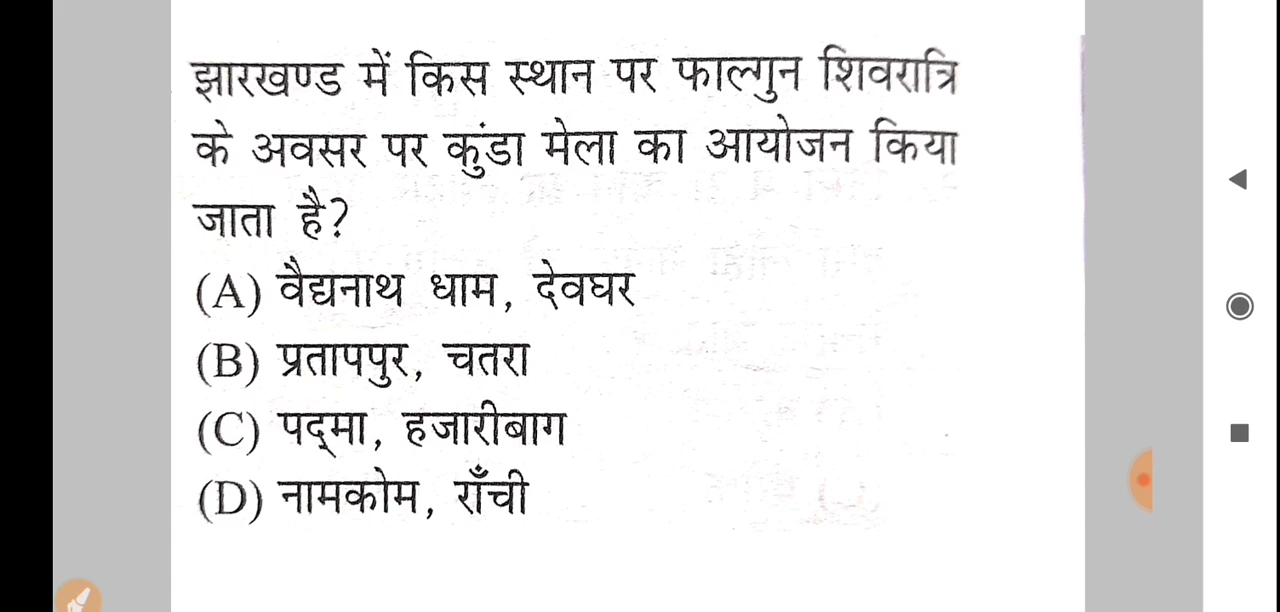 झारखण्ड में किस स्थान पर फाल्गुन शिवरात्रि
के अवसर पर कुंडा मेला का आयोजन किया
जाता है?
(A) वैद्यनाथ धाम, देवघर
(B) प्रतापपुर, चतरा
(C) पद्‌मा, हजारीबाग
(D) नामकोम, राँची